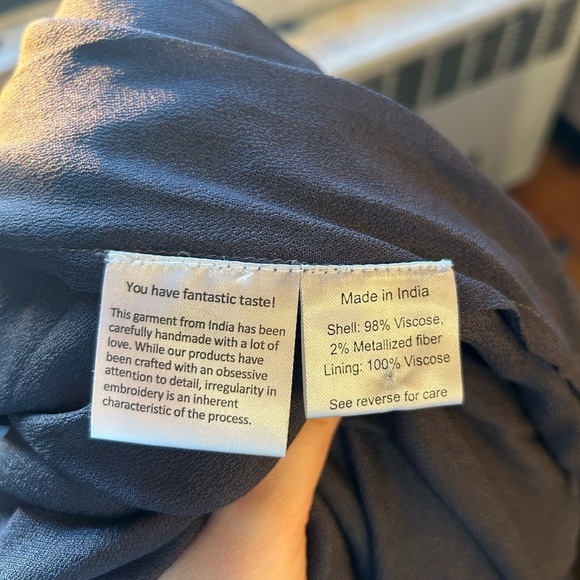 You have fantastic taste!
This garment from India has been
carefully handmade with a lot of
love. While our products have
been crafted with an obsessive
attention to detail, irregularity in
embroidery is an inherent
characteristic of the process.
Made in India
Shell: 98% Viscose,
2% Metallized fiber
Lining: 100% Viscose
See reverse for care